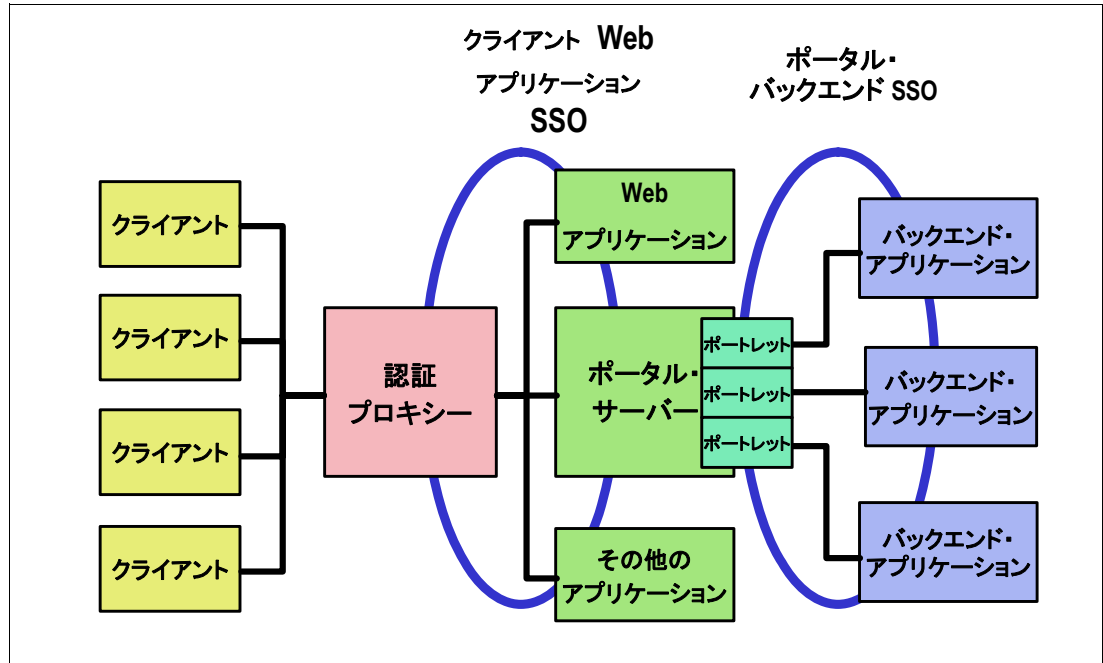 クライアント Web
アプリケーション
SSO
ポータル・
バックエンド SSO
クライアント
クライアント
クライアント
クライアント
認証
プロキシー
Web
アプリケーション
ポータル・
サーバー
その他の
アプリケーション
ポートレット
ポートレット
ポートレット
バックエンド・
アプリケーション
バックエンド・
アプリケーション
バックエンド・
アプリケーション